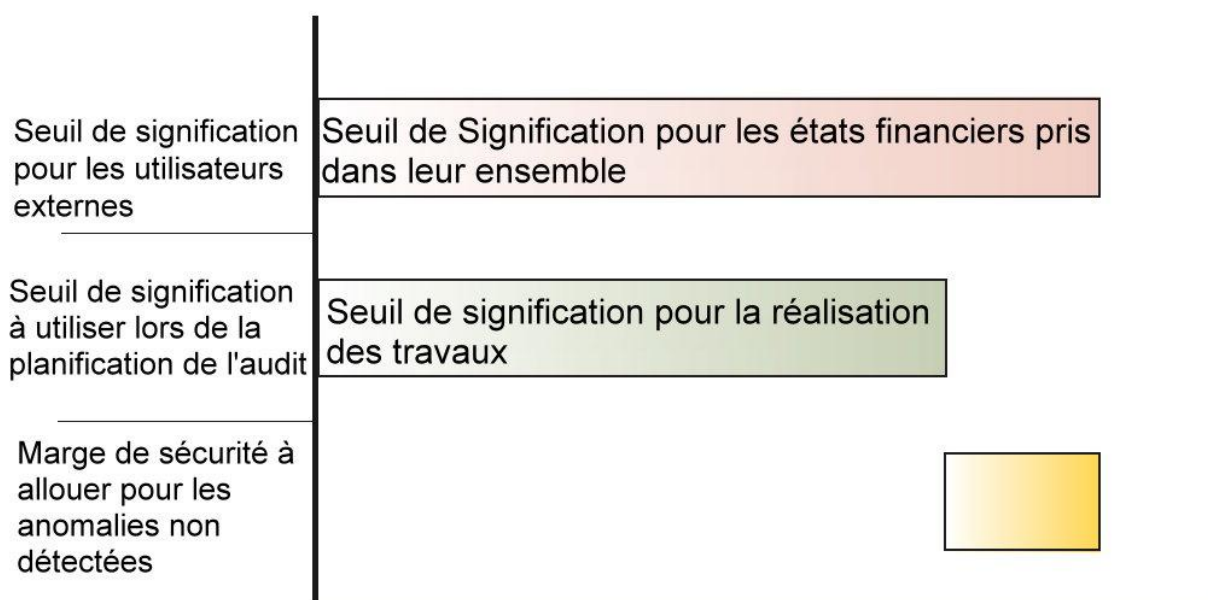 Seuil de signification
pour les utilisateurs
externes
Seuil de Signification pour les états financiers pris
dans leur ensemble
Seuil de signification
à utiliser lors de la
planification de l'audit
Seuil de signification pour la réalisation
des travaux
Marge de sécurité à
allouer pour les
anomalies non
détectées